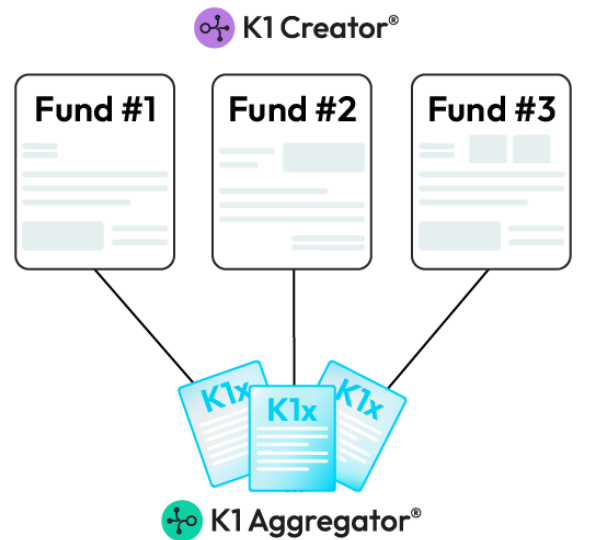 K1 Creator®
Fund #1
Fund #2
Fund #3
K1x
K1x
K1x
K1 Aggregator®